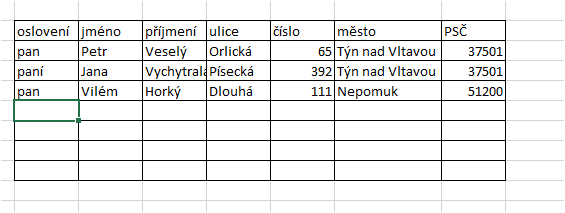 oslovení jméno příjmení ulice číslo město PSČ
pan Petr Veselý Orlická 65 Týn nad Vltavou 37501
paní Jana Vychytrala Písecká 392 Týn nad Vltavou 37501
pan Vilém Horký Dlouhá 111 Nepomuk 51200